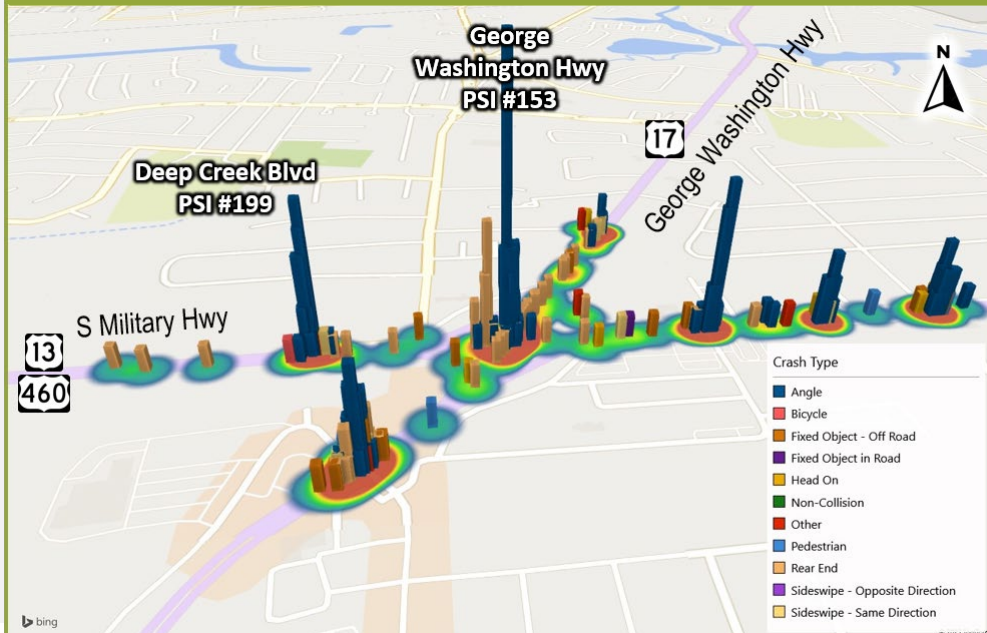 George
Washington Hwy
PSI #153
N
17
George Washington Hwy
Deep Creek Blvd
PSI #199
S Military Hwy
13
460
Crash Type
Angle
Bicycle
Fixed Object - Off Road
Fixed Object in Road
Head On
Non-Collision
Other
Pedestrian
Rear End
Sideswipe - Opposite Direction
Sideswipe - Same Direction
bing